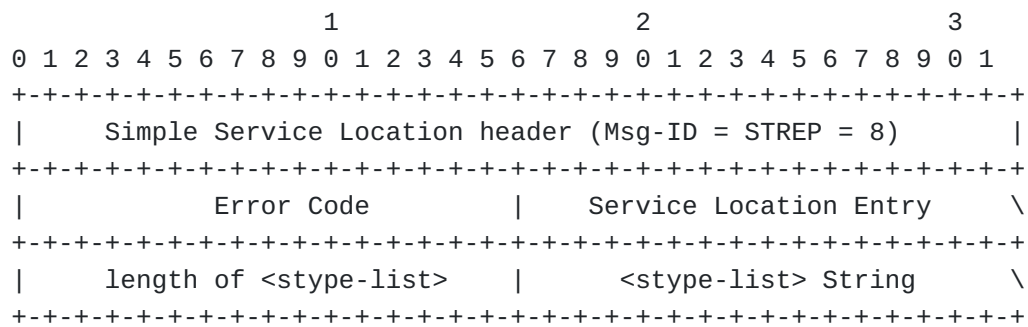 1                   2                   3
0 1 2 3 4 5 6 7 8 9 0 1 2 3 4 5 6 7 8 9 0 1 2 3 4 5 6 7 8 9 0 1
+-+-+-+-+-+-+-+-+-+-+-+-+-+-+-+-+-+-+-+-+-+-+-+-+-+-+-+-+-+-+-+-+
|     Simple Service Location header (Msg-ID = STREP = 8)       |
+-+-+-+-+-+-+-+-+-+-+-+-+-+-+-+-+-+-+-+-+-+-+-+-+-+-+-+-+-+-+-+-+
|            Error Code         |    Service Location Entry     \
+-+-+-+-+-+-+-+-+-+-+-+-+-+-+-+-+-+-+-+-+-+-+-+-+-+-+-+-+-+-+-+-+
|     length of <stype-list>    |      <stype-list> String      \
+-+-+-+-+-+-+-+-+-+-+-+-+-+-+-+-+-+-+-+-+-+-+-+-+-+-+-+-+-+-+-+-+